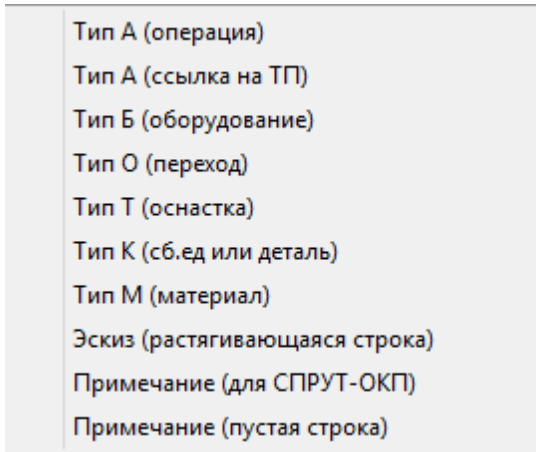 Тип А (операция)
Тип А (ссылка на ТП)
Тип Б (оборудование)
Тип О (переход)
Тип Т (оснастка)
Тип К (сб.ед или деталь)
Тип М (материал)
Эскиз (растягивающаяся строка)
Примечание (для СПРУТ-ОКП)
Примечание (пустая строка)